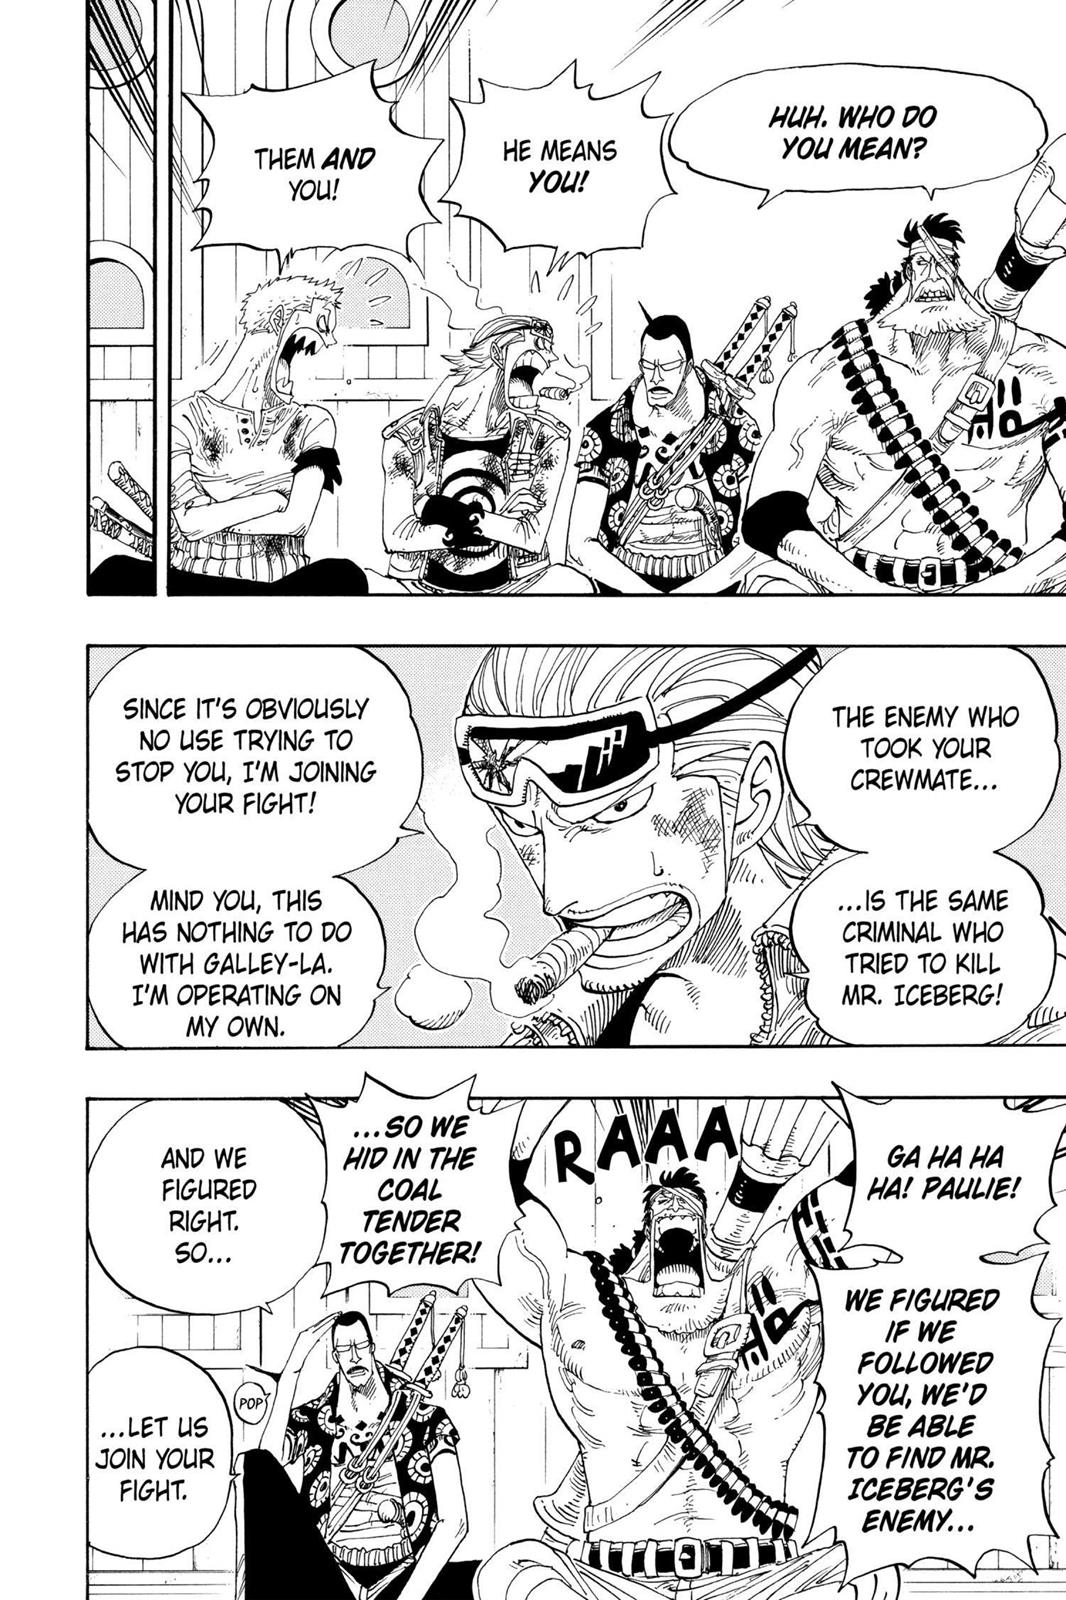 HUH. WHO DO
YOU MEAN?
HE MEANS
YOU!
THEM AND
YOU!
THE ENEMY WHO
TOOK YOUR
CREWMATE...
...IS THE SAME
CRIMINAL WHO
TRIED TO KILL
MR. ICEBERG!
SINCE IT'S OBVIOUSLY
NO USE TRYING TO
STOP YOU, I'M JOINING
YOUR FIGHT!
MIND YOU, THIS
HAS NOTHING TO DO
WITH GALLEY-LA.
I'M OPERATING ON
MY OWN.
GA HA HA
HA! PAULIE!
WE FIGURED
IF WE
FOLLOWED
YOU, WE'D
BE ABLE
TO FIND MR.
ICEBERG'S
ENEMY...
RAAAA
...SO WE
HID IN THE
COAL
TENDER
TOGETHER!
AND WE
FIGURED
RIGHT.
SO...
POP
...LET US
JOIN YOUR
FIGHT.